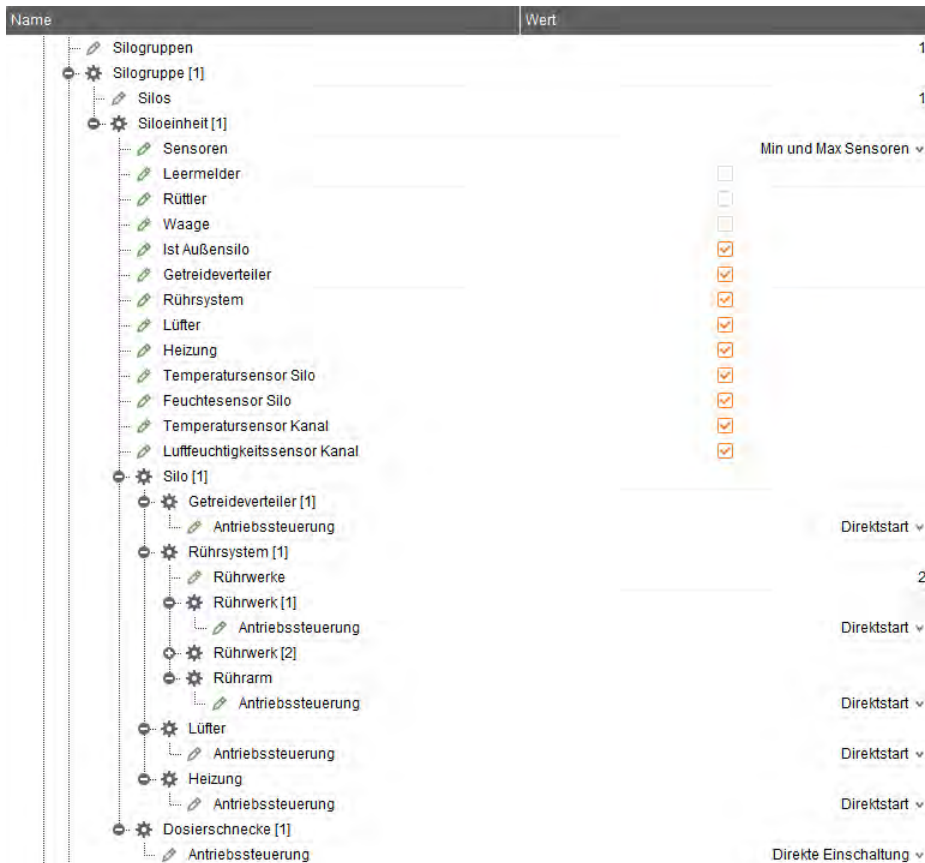 Name Wert
Silogruppen 1
Silogruppe [1]
Silos 1
Siloeinheit [1]
Sensoren Min und Max Sensoren
Leermelder
Rüttler
Waage
Ist Außensilo
Getreideverteiler
Rührsystem
Lüfter
Heizung
Temperatursensor Silo
Feuchtesensor Silo
Temperatursensor Kanal
Luftfeuchtigkeitssensor Kanal
Silo [1]
Getreideverteiler [1]
Antriebssteuerung Direktstart
Rührsystem [1]
Rührwerke 2
Rührwerk [1]
Antriebssteuerung Direktstart
Rührwerk [2]
Rührarm
Antriebssteuerung Direktstart
Lüfter
Antriebssteuerung Direktstart
Heizung
Antriebssteuerung Direktstart
Dosierschnecke [1]
Antriebssteuerung Direkte Einschaltung